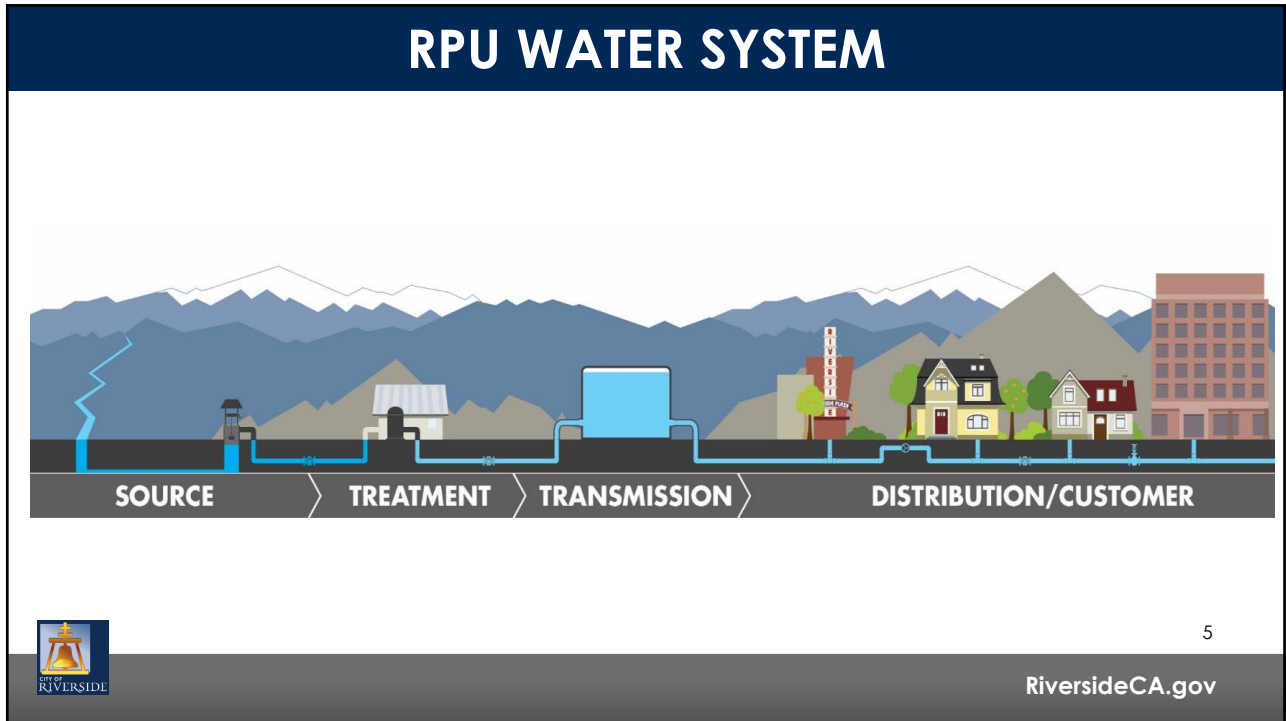 RPU WATER SYSTEM
RIVERSIDE
SOURCE
TREATMENT
TRANSMISSION
DISTRIBUTION/CUSTOMER
5
CITY OF
RIVERSIDE
RiversideCA.gov